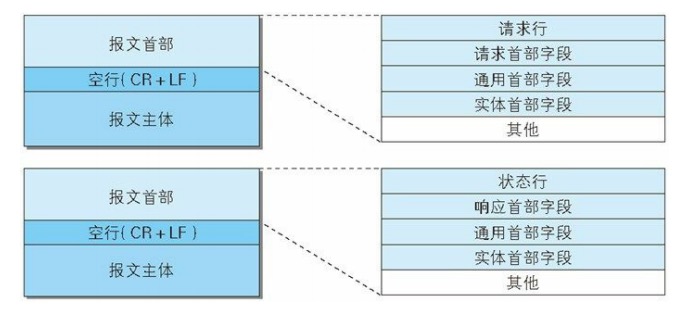 报文首部
空行( CR + LF )
报文主体
请求行
请求首部字段
通用首部字段
实体首部字段
其他
报文首部
空行( CR + LF )
报文主体
状态行
响应首部字段
通用首部字段
实体首部字段
其他